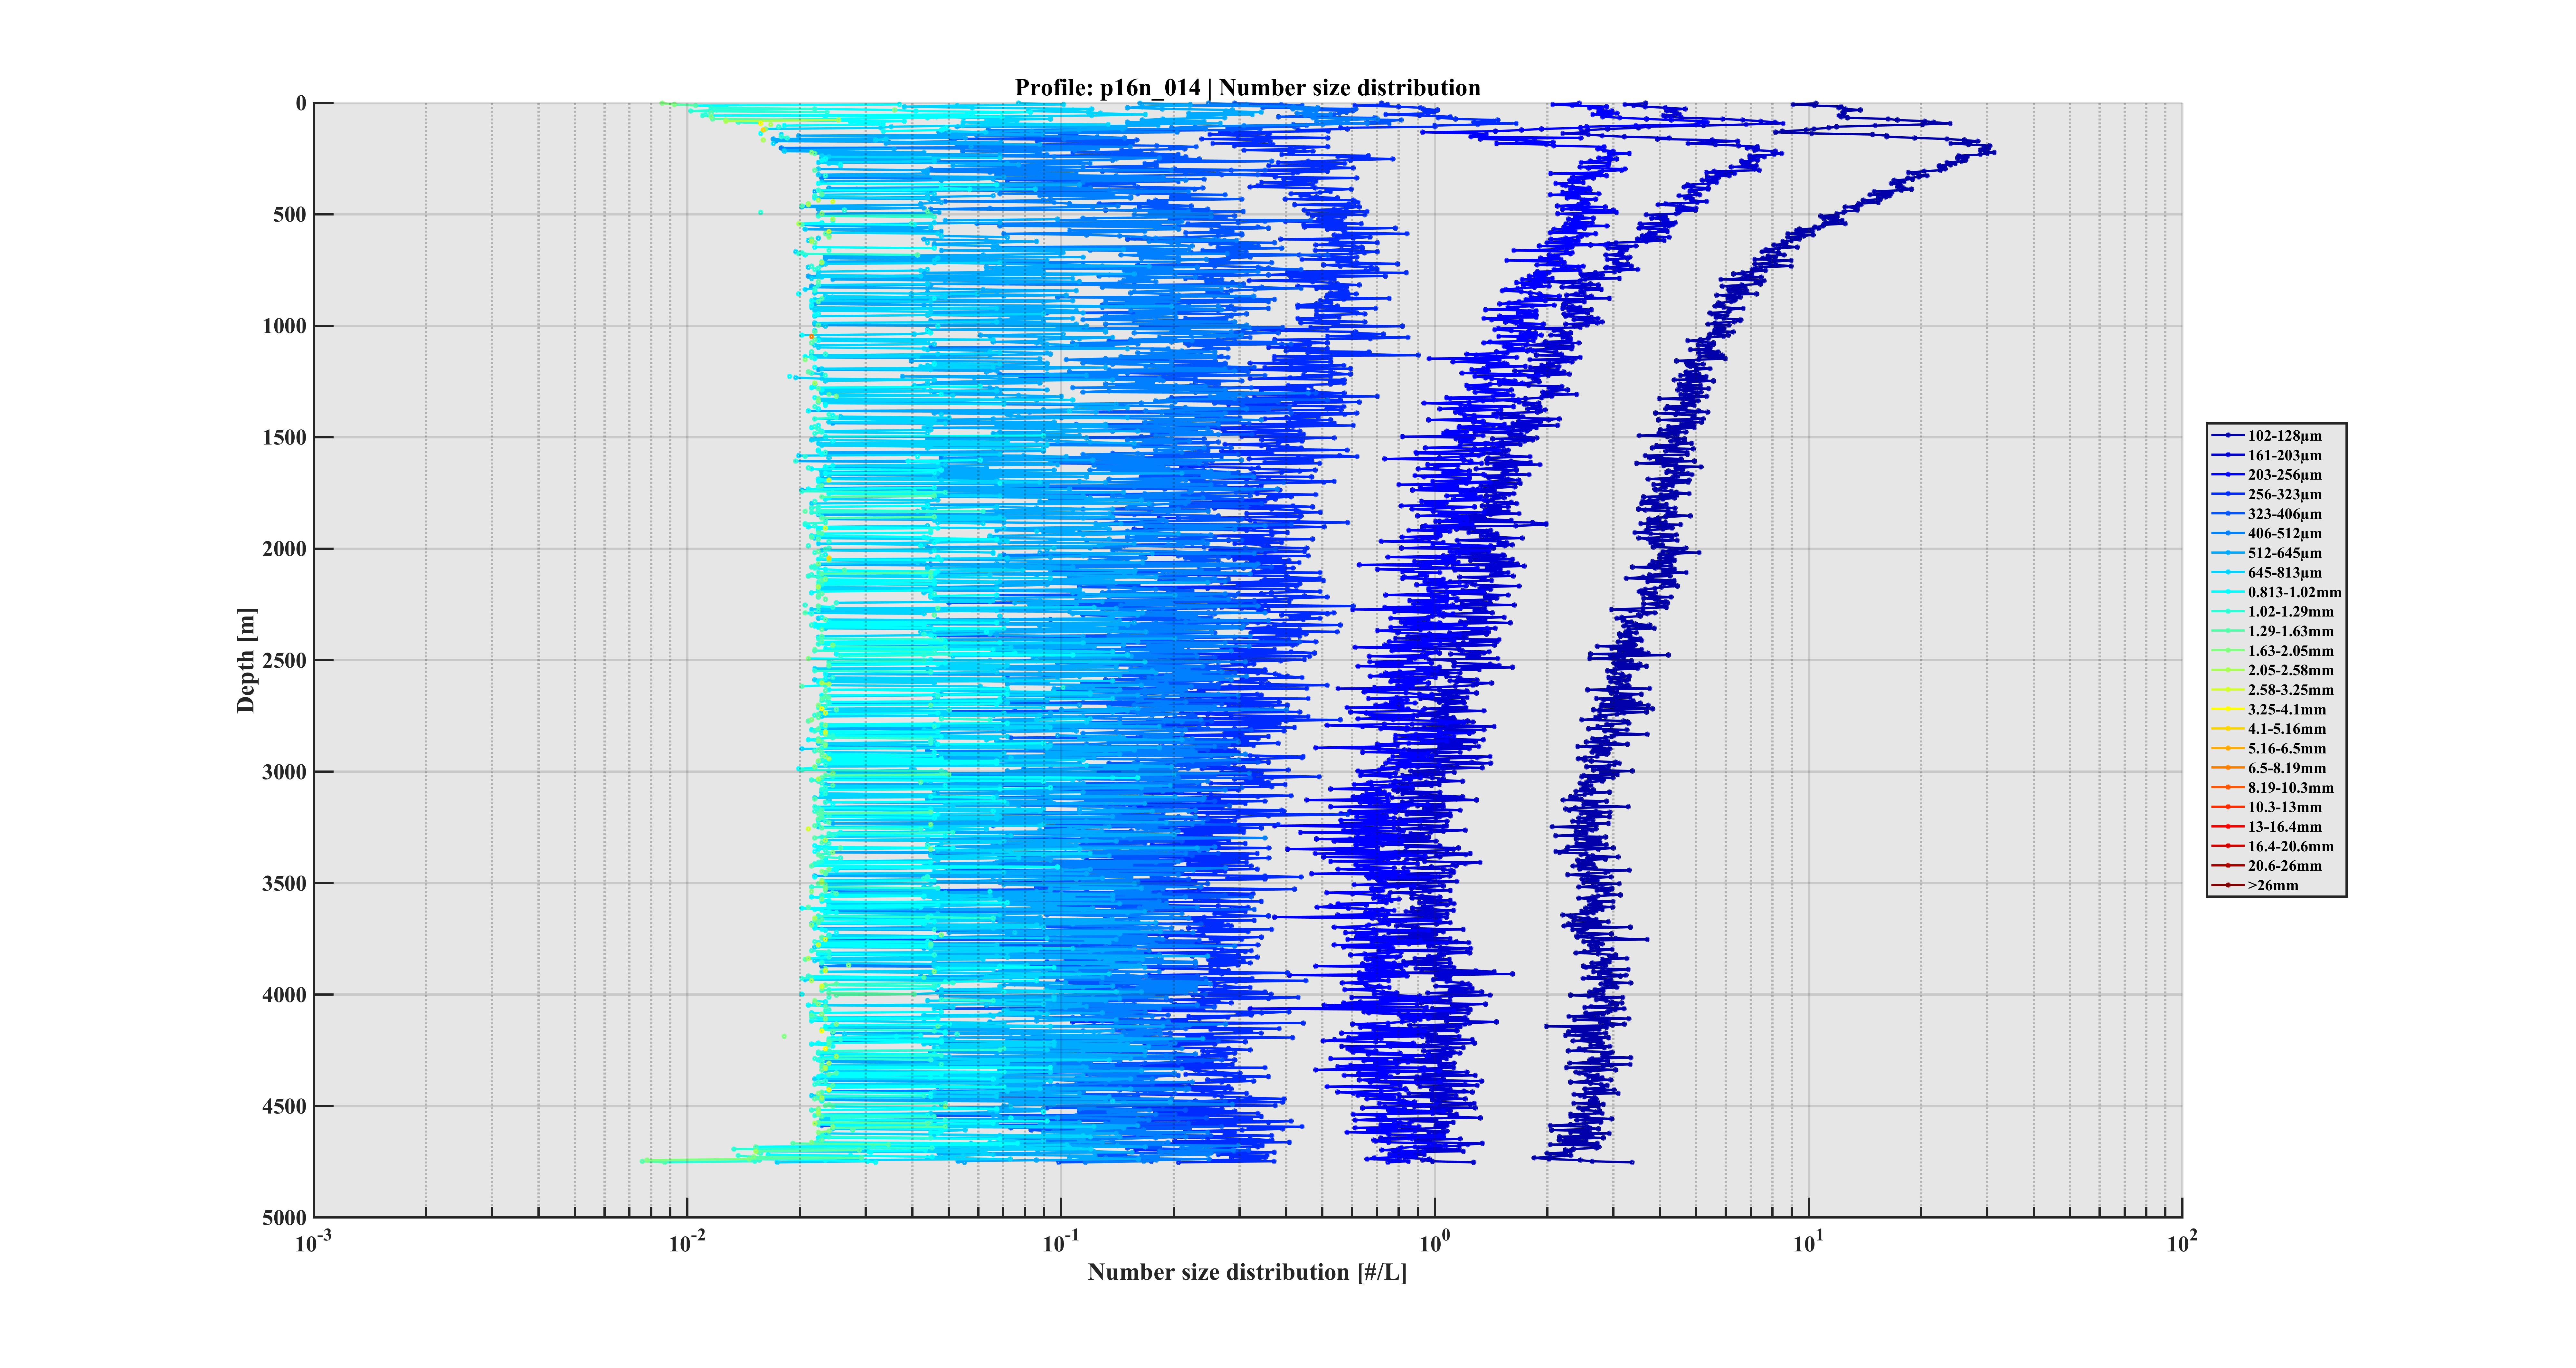 Profile: p16n_014 | Number size distribution
0
500
1000
1500
2000
2500
3000
3500
4000
4500
5000
Depth [m]
10-3 10-2 10-1 100 101 102
Number size distribution [#/L]
102-128µm
161-203µm
203-256µm
256-323µm
323-406µm
406-512µm
512-645µm
645-813µm
0.813-1.02mm
1.02-1.29mm
1.29-1.63mm
1.63-2.05mm
2.05-2.58mm
2.58-3.25mm
3.25-4.1mm
4.1-5.16mm
5.16-6.5mm
6.5-8.19mm
8.19-10.3mm
10.3-13mm
13-16.4mm
16.4-20.6mm
20.6-26mm
>26mm